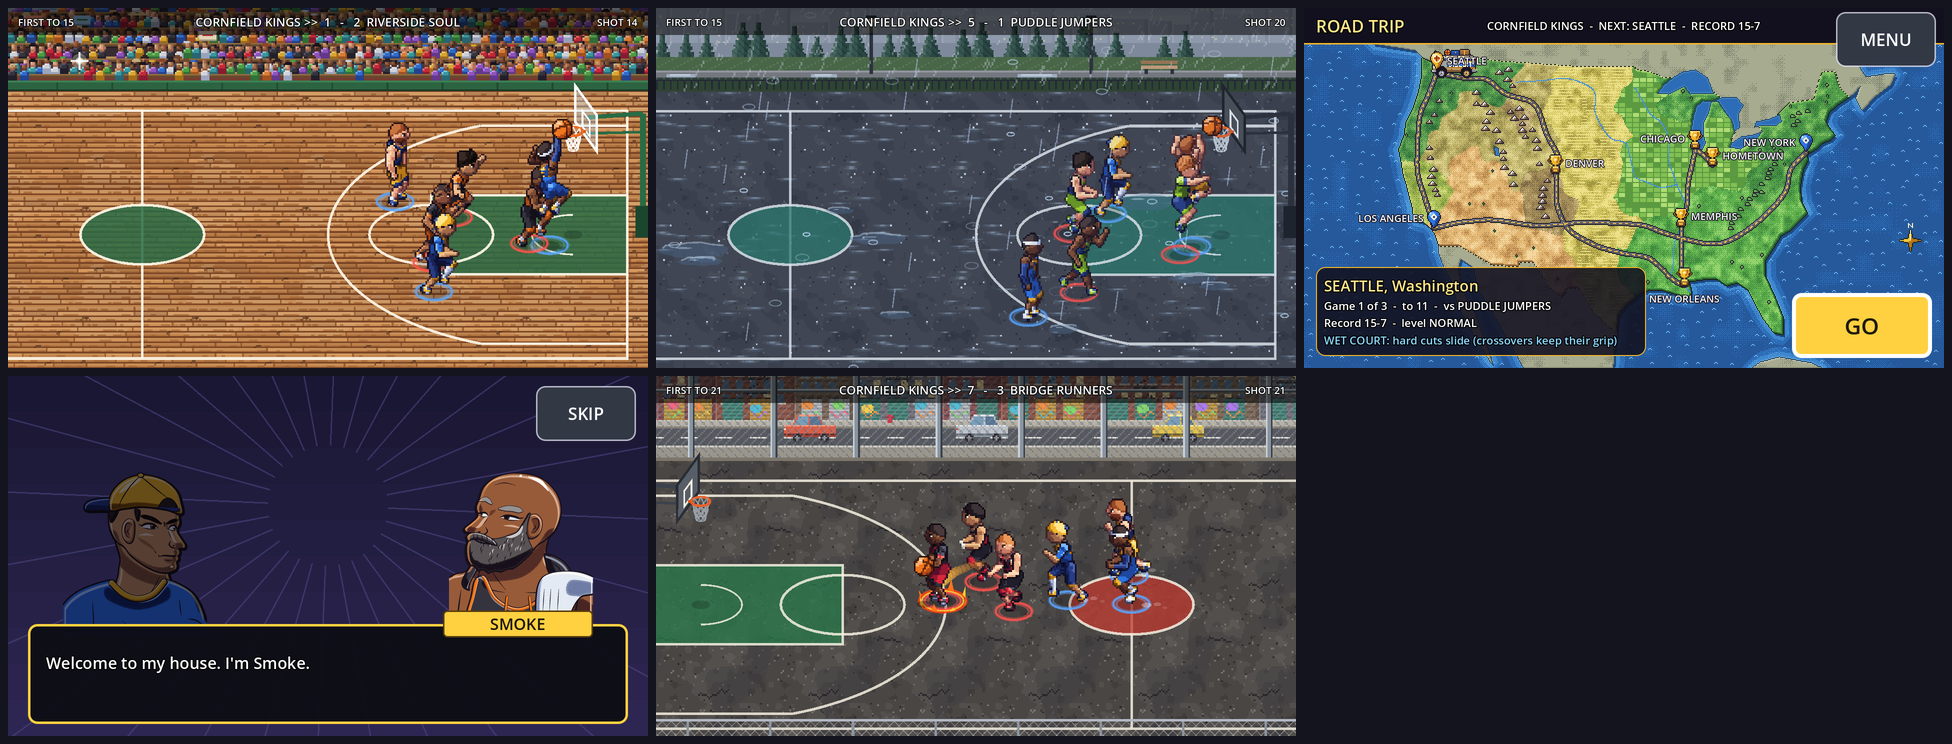 FIRST TO 15
CORNFIELD KINGS >> 1 - 2 RIVERSIDE SOUL
SHOT 14
FIRST TO 15
CORNFIELD KINGS >> 5 - 1 PUDDLE JUMPERS
SHOT 20
ROAD TRIP
CORNFIELD KINGS - NEXT: SEATTLE - RECORD 15-7
MENU
SEATTLE
CHICAGO
NEW YORK
HOMETOWN
DENVER
LOS ANGELES
MEMPHIS
N
NEW ORLEANS
SEATTLE, Washington
Game 1 of 3 - to 11 - vs PUDDLE JUMPERS
Record 15-7 - level NORMAL
WET COURT: hard cuts slide (crossovers keep their grip)
GO
SKIP
SMOKE
Welcome to my house. I'm Smoke.
FIRST TO 21
CORNFIELD KINGS >> 7 - 3 BRIDGE RUNNERS
SHOT 21